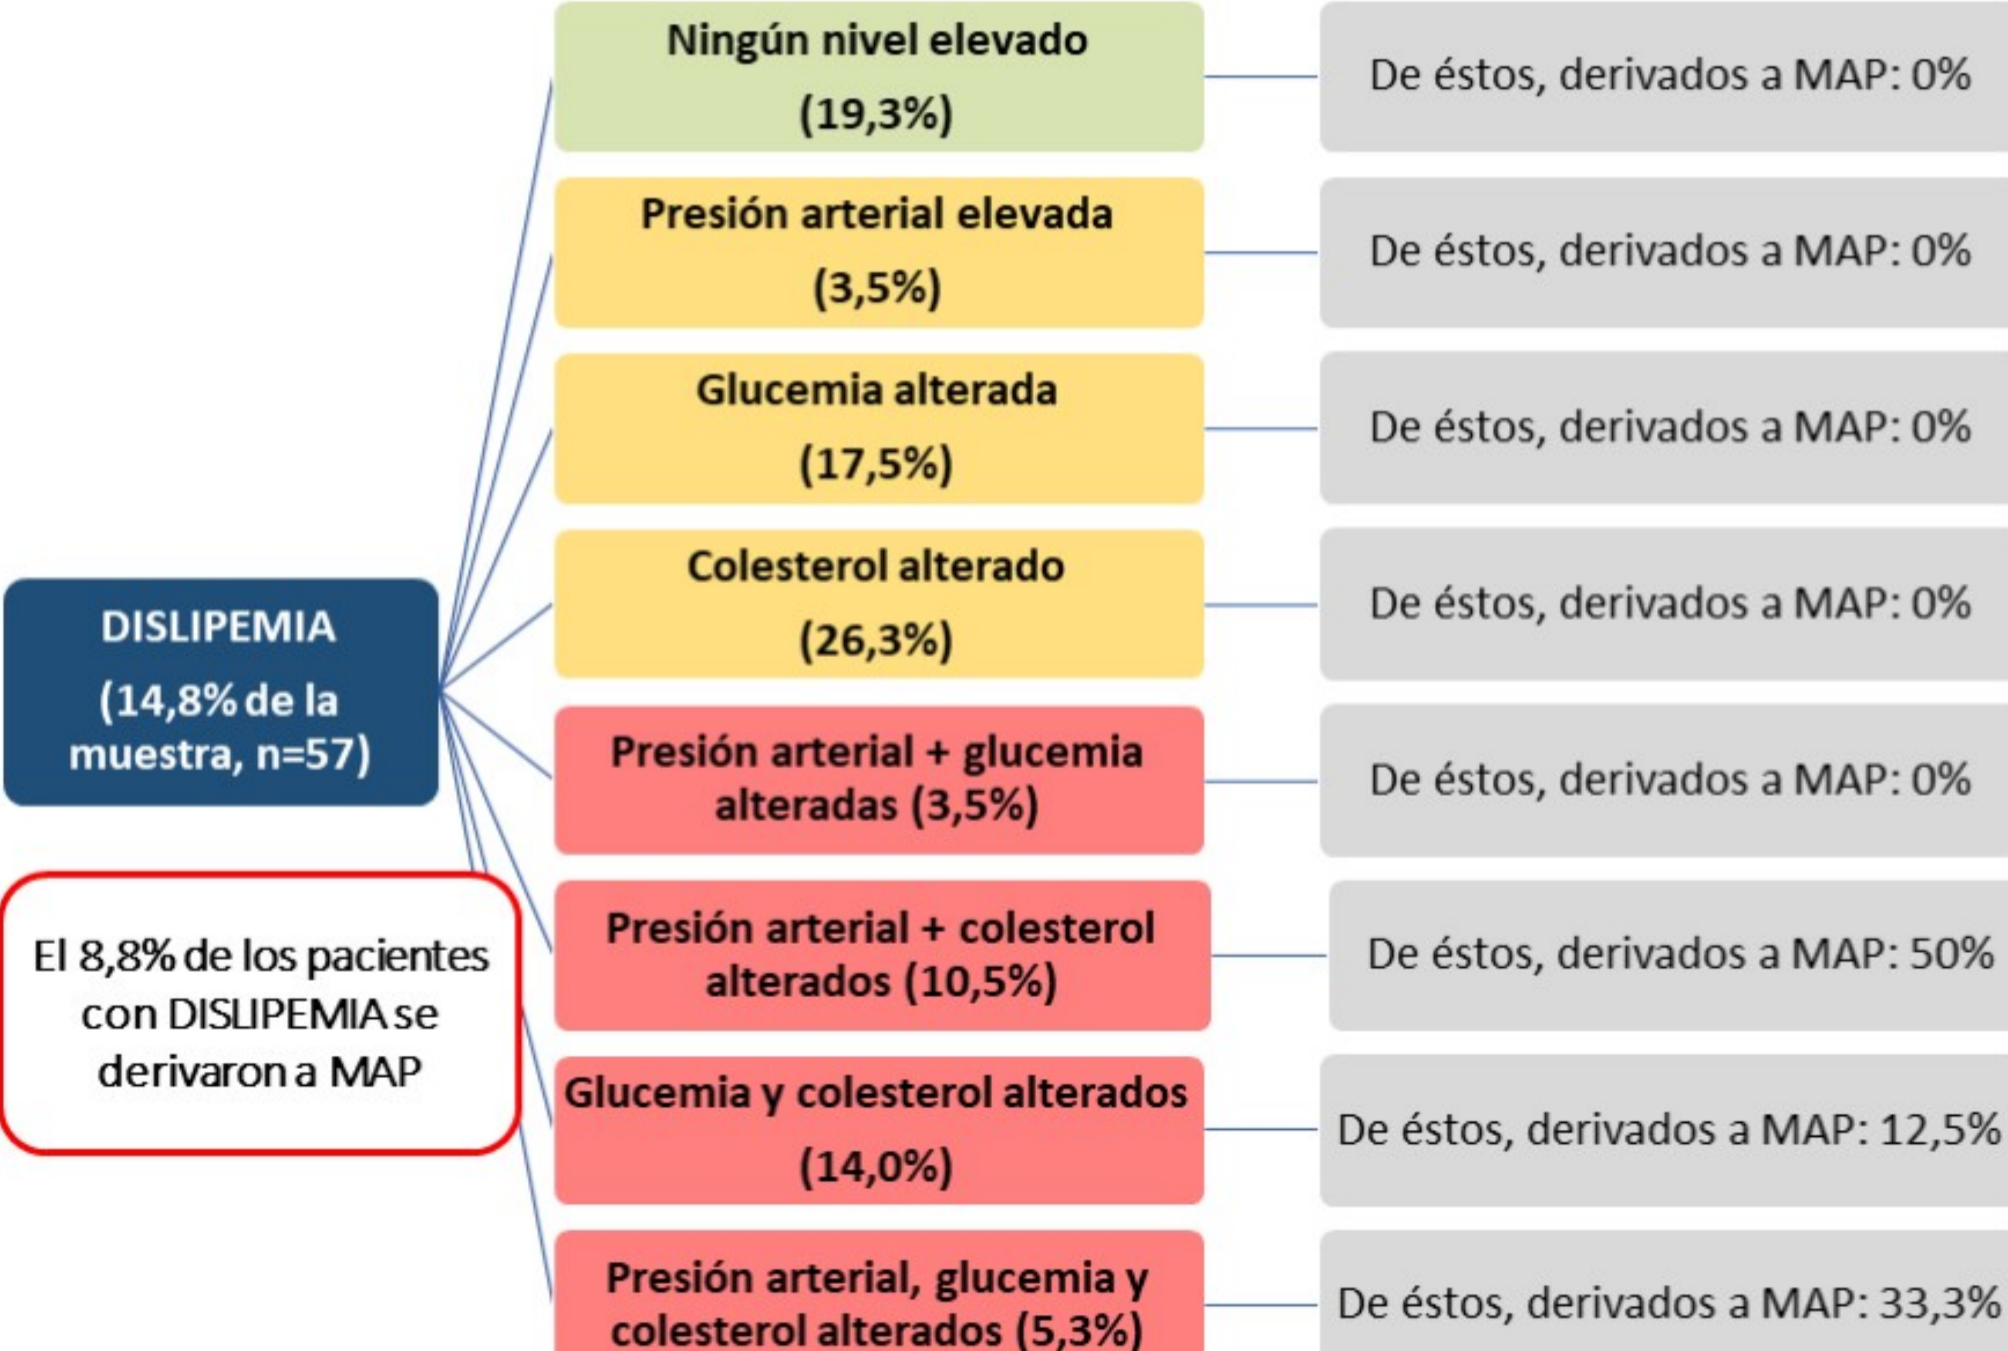 Ningún nivel elevado
(19,3%)
De éstos, derivados a MAP: 0%
Presión arterial elevada
(3,5%)
De éstos, derivados a MAP: 0%
Glucemia alterada
(17,5%)
De éstos, derivados a MAP: 0%
Colesterol alterado
(26,3%)
De éstos, derivados a MAP: 0%
DISLIPEMIA
(14,8% de la
muestra, n=57)
Presión arterial + glucemia
alteradas (3,5%)
De éstos, derivados a MAP: 0%
El 8,8% de los pacientes
con DISLIPEMIA se
derivaron a MAP
Presión arterial + colesterol
alterados (10,5%)
De éstos, derivados a MAP: 50%
Glucemia y colesterol alterados
(14,0%)
De éstos, derivados a MAP: 12,5%
Presión arterial, glucemia y
colesterol alterados (5,3%)
De éstos, derivados a MAP: 33,3%